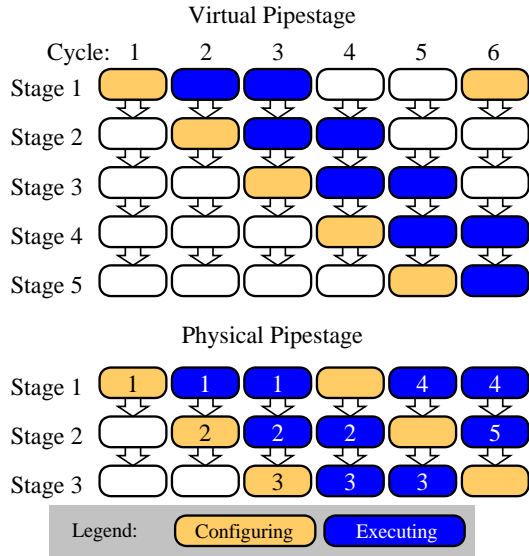 Virtual Pipestage
Cycle: 1 2 3 4 5 6
Stage 1
Stage 2
Stage 3
Stage 4
Stage 5
Physical Pipestage
Stage 1 1 1 1 4 4
Stage 2 2 2 2 5
Stage 3 3 3 3
Legend: Configuring Executing